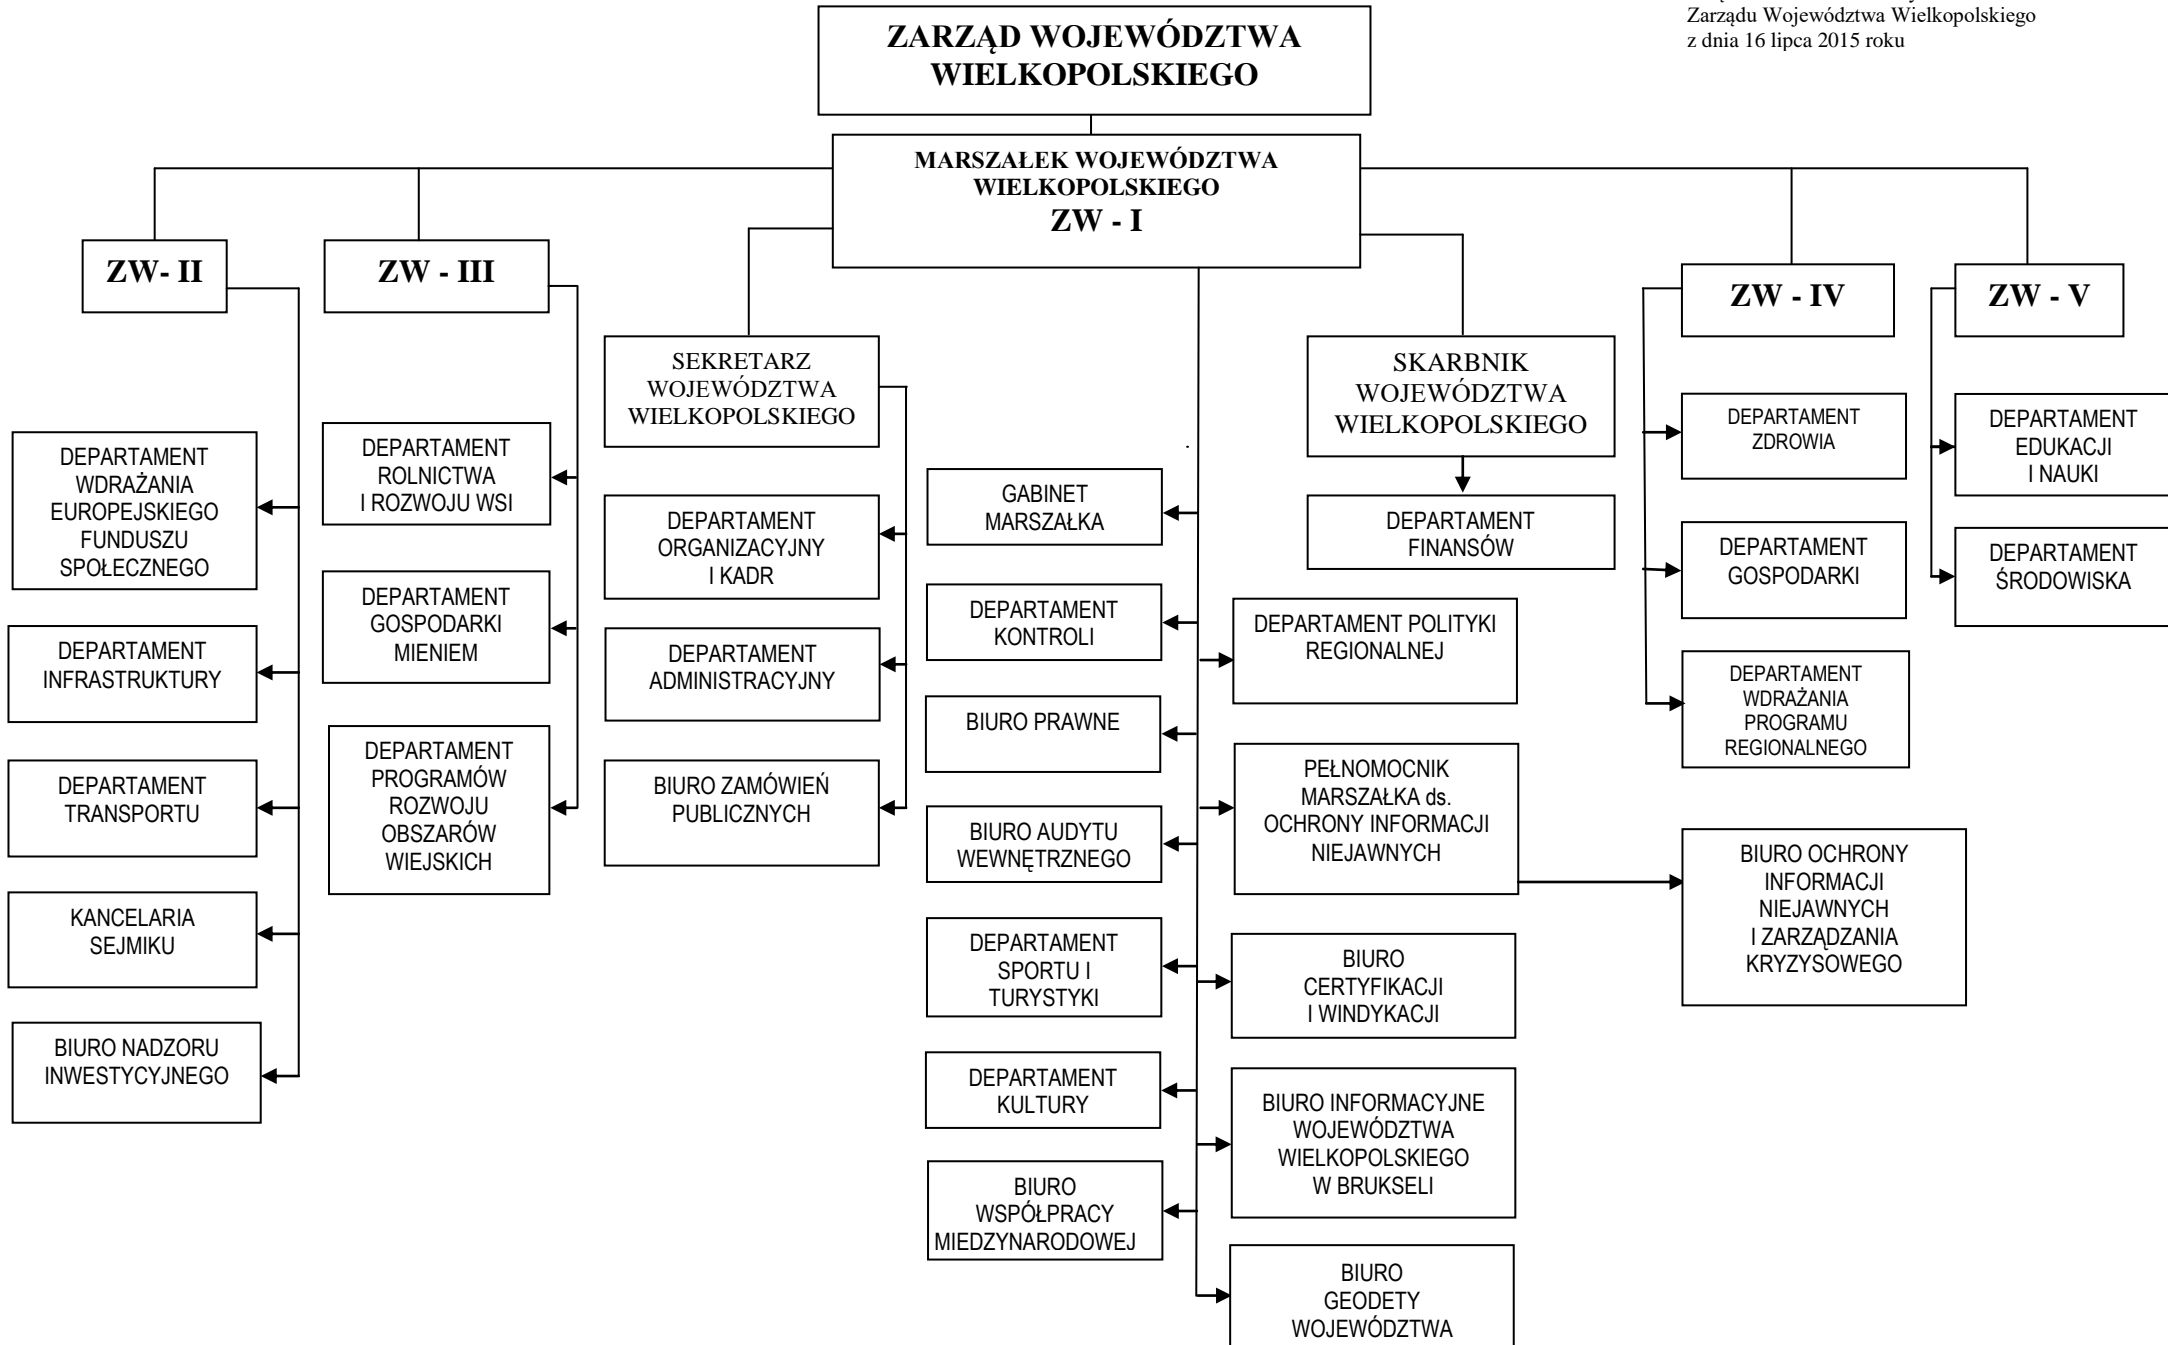 Zarządu Województwa Wielkopolskiego
z dnia 16 lipca 2015 roku
ZARZĄD WOJEWÓDZTWA
WIELKOPOLSKIEGO
MARSZAŁEK WOJEWÓDZTWA
WIELKOPOLSKIEGO
ZW - I
ZW- II
ZW - III
ZW - IV
ZW - V
SEKRETARZ
WOJEWÓDZTWA
WIELKOPOLSKIEGO
SKARBNIK
WOJEWÓDZTWA
WIELKOPOLSKIEGO
DEPARTAMENT
WDRAŻANIA
EUROPEJSKIEGO
FUNDUSZU
SPOŁECZNEGO
DEPARTAMENT
INFRASTRUKTURY
DEPARTAMENT
TRANSPORTU
KANCELARIA
SEJMIKU
BIURO NADZORU
INWESTYCYJNEGO
DEPARTAMENT
ROLNICTWA
I ROZWOJU WSI
DEPARTAMENT
GOSPODARKI
MIENIEM
DEPARTAMENT
PROGRAMÓW
ROZWOJU
OBSZARÓW
WIEJSKICH
DEPARTAMENT
ORGANIZACYJNY
I KADR
DEPARTAMENT
ADMINISTRACYJNY
BIURO ZAMÓWIEŃ
PUBLICZNYCH
GABINET
MARSZAŁKA
DEPARTAMENT
KONTROLI
BIURO PRAWNE
BIURO AUDYTU
WEWNĘTRZNEGO
DEPARTAMENT
SPORTU I
TURYSTYKI
DEPARTAMENT
KULTURY
BIURO
WSPÓŁPRACY
MIEDZYNARODOWEJ
DEPARTAMENT
FINANSÓW
DEPARTAMENT POLITYKI
REGIONALNEJ
PEŁNOMOCNIK
MARSZAŁKA ds.
OCHRONY INFORMACJI
NIEJAWNYCH
BIURO
CERTYFIKACJI
I WINDYKACJI
BIURO INFORMACYJNE
WOJEWÓDZTWA
WIELKOPOLSKIEGO
W BRUKSELI
BIURO
GEODETY
WOJEWÓDZTWA
DEPARTAMENT
ZDROWIA
DEPARTAMENT
GOSPODARKI
DEPARTAMENT
WDRAŻANIA
PROGRAMU
REGIONALNEGO
BIURO OCHRONY
INFORMACJI
NIEJAWNYCH
I ZARZĄDZANIA
KRYZYSOWEGO
DEPARTAMENT
EDUKACJI
I NAUKI
DEPARTAMENT
ŚRODOWISKA